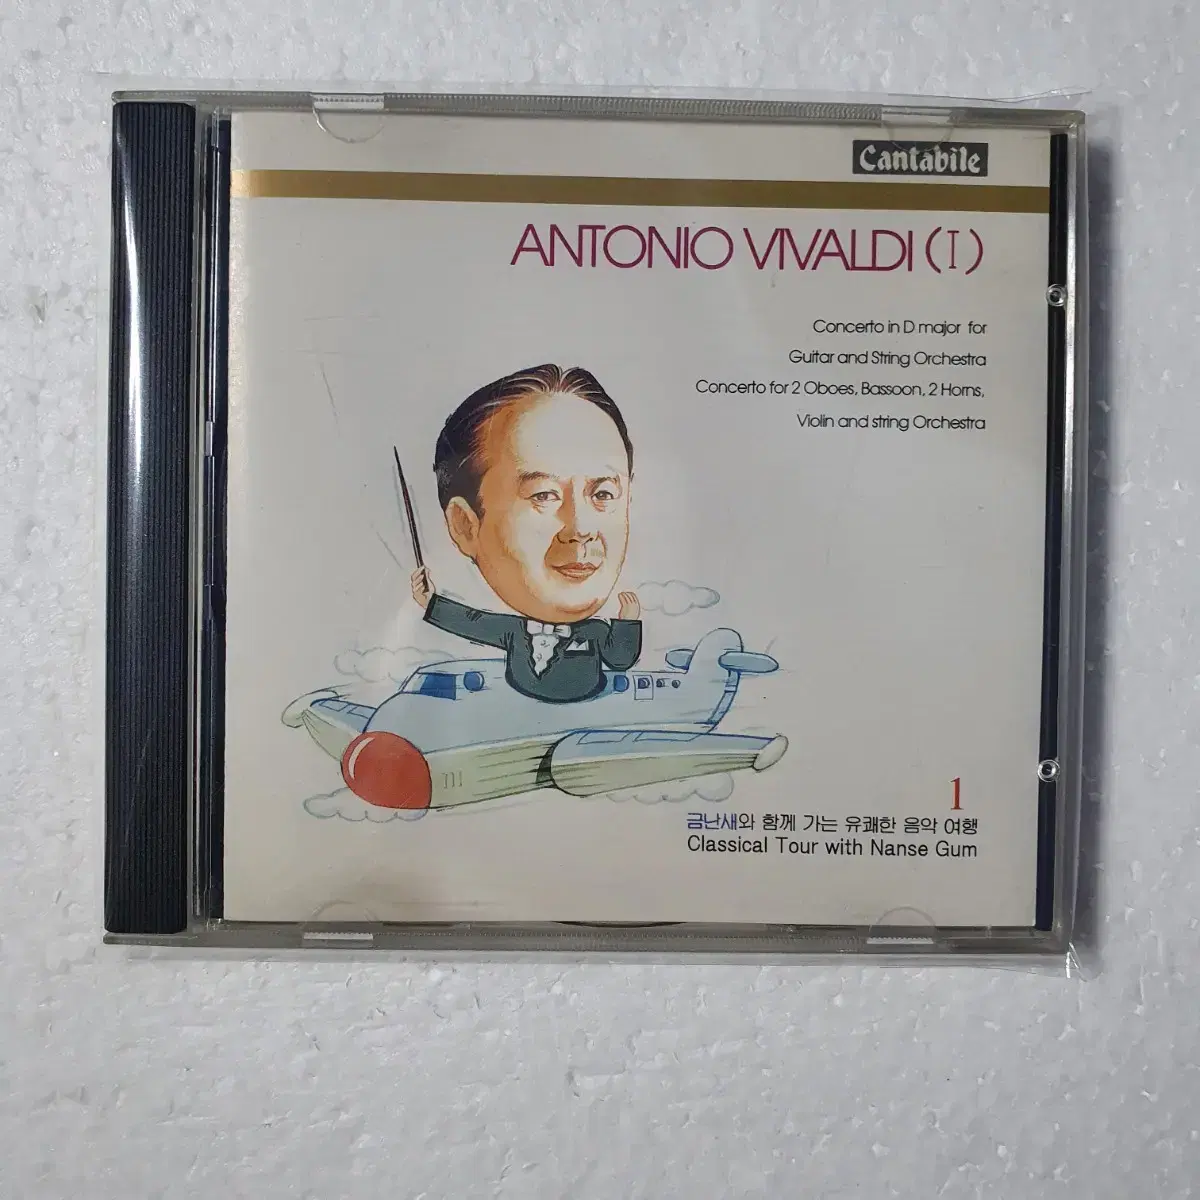 Cantabile
ANTONIO VIVALDI (I)
Concerto in D major for
Guitar and String Orchestra
Concerto for 2 Oboes, Bassoon, 2 Horns,
Violin and string Orchestra
1
금난새와 함께 가는 유쾌한 음악 여행
Classical Tour with Nanse Gum